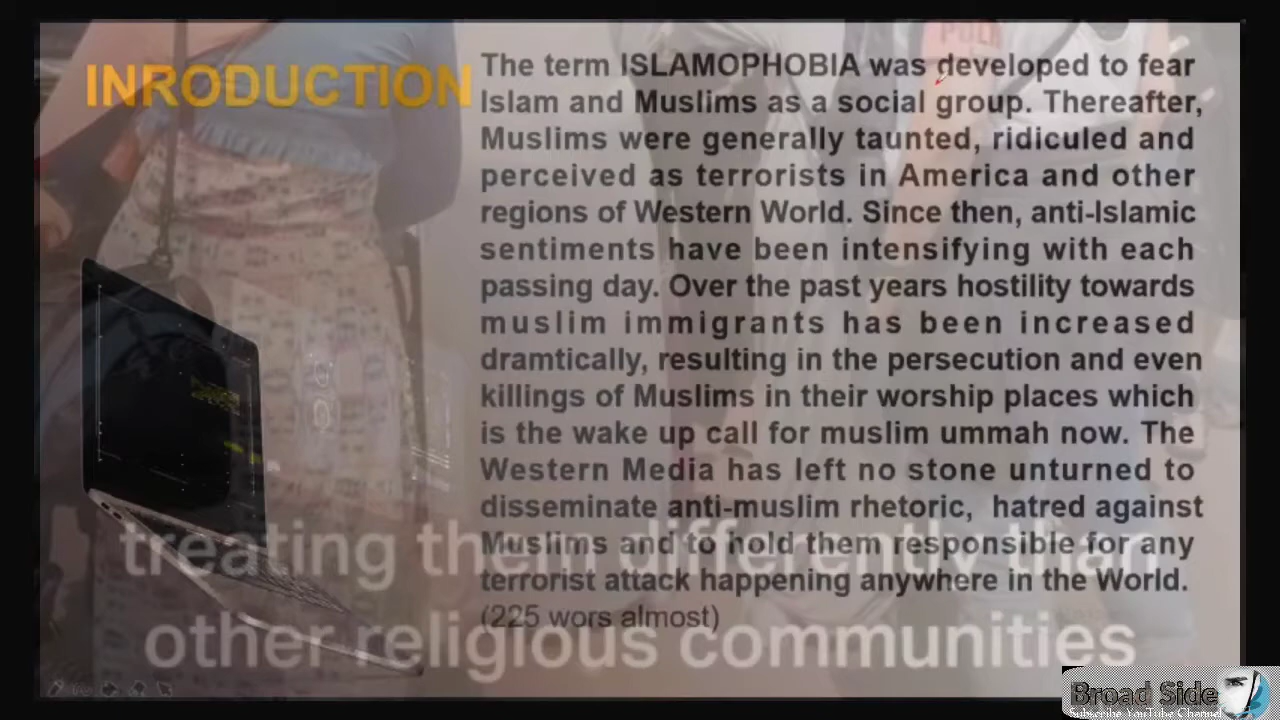 INRODUCTION
The term ISLAMOPHOBIA was developed to fear
Islam and Muslims as a social group. Thereafter,
Muslims were generally taunted, ridiculed and
perceived as terrorists in America and other
regions of Western World. Since then, anti-Islamic
sentiments have been intensifying with each
passing day. Over the past years hostility towards
muslim immigrants has been increased
dramtically, resulting in the persecution and even
killings of Muslims in their worship places which
is the wake up call for muslim ummah now. The
Western Media has left no stone unturned to
disseminate anti-muslim rhetoric, hatred against
Muslims and to hold them responsible for any
terrorist attack happening anywhere in the World.
(225 wors almost)
treating them differently than
other religious communities
Broad Side
Subscribe YouTube Channel